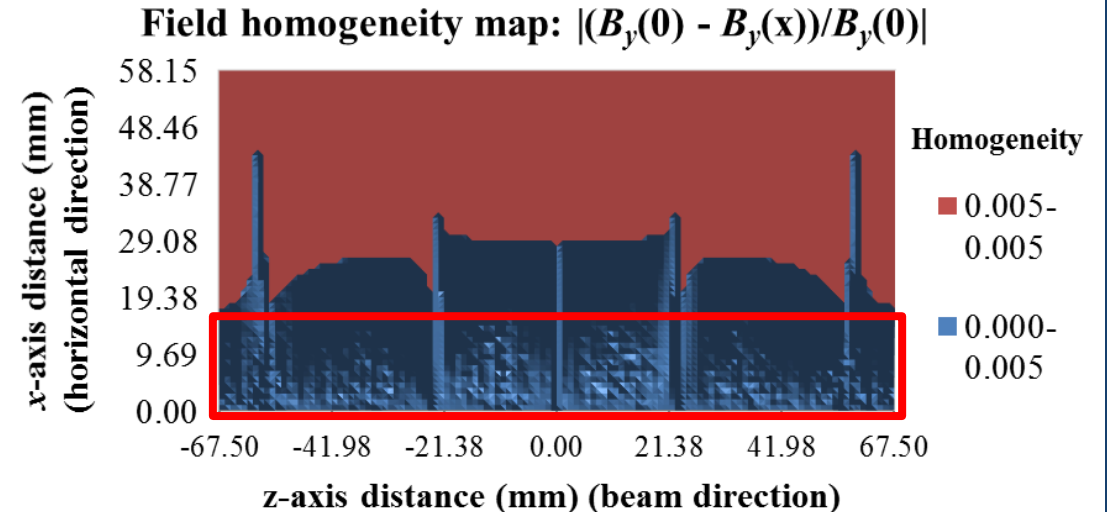 Field homogeneity map: |(By(0) - By(x))/By(0)|
x-axis distance (mm)
(horizontal direction)
58.15
48.46
38.77
29.08
19.38
9.69
0.00
-67.50 -41.98 -21.38 0.00 21.38 41.98 67.50
z-axis distance (mm) (beam direction)
Homogeneity
0.005-
0.005
0.000-
0.005